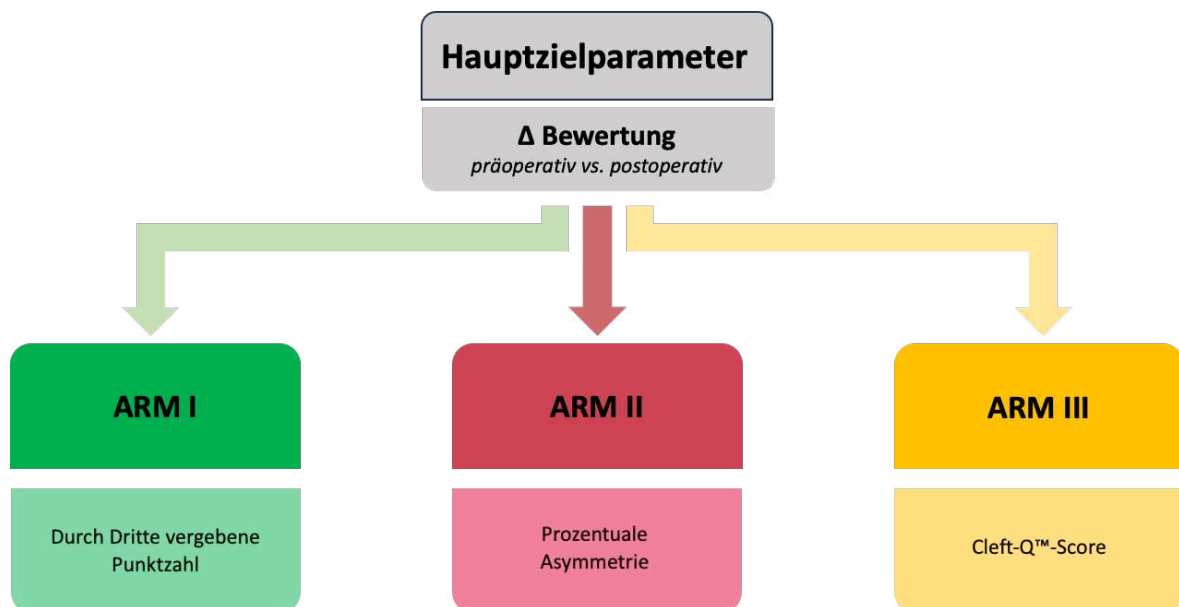 Hauptzielparameter
Δ Bewertung
präoperativ vs. postoperativ
ARM I
Durch Dritte vergebene
Punktzahl
ARM II
Prozentuale
Asymmetrie
ARM III
Cleft-Q™-Score